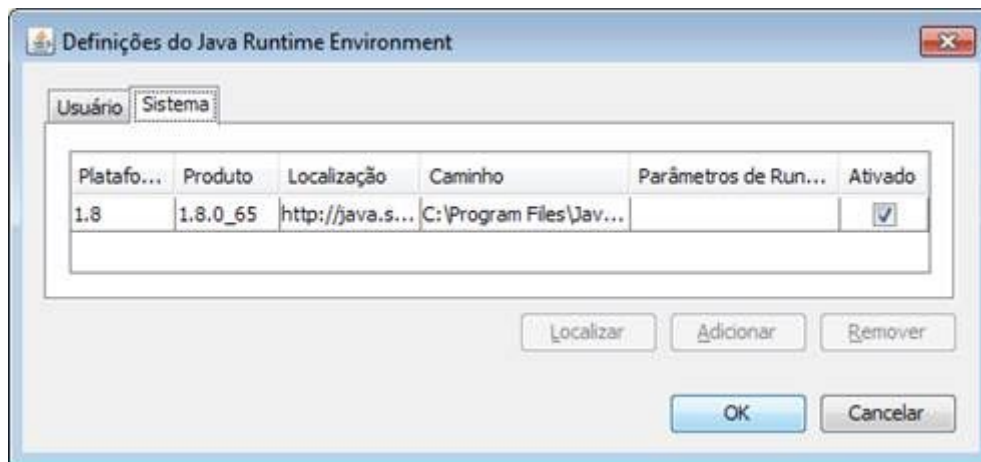 Definições do Java Runtime Environment
Usuário Sistema
Platafo... Produto Localização Caminho Parâmetros de Run... Ativado
1.8 1.8.0_65 http://java.s... C:\Program Files\Jav...
Localizar Adicionar Remover
OK Cancelar